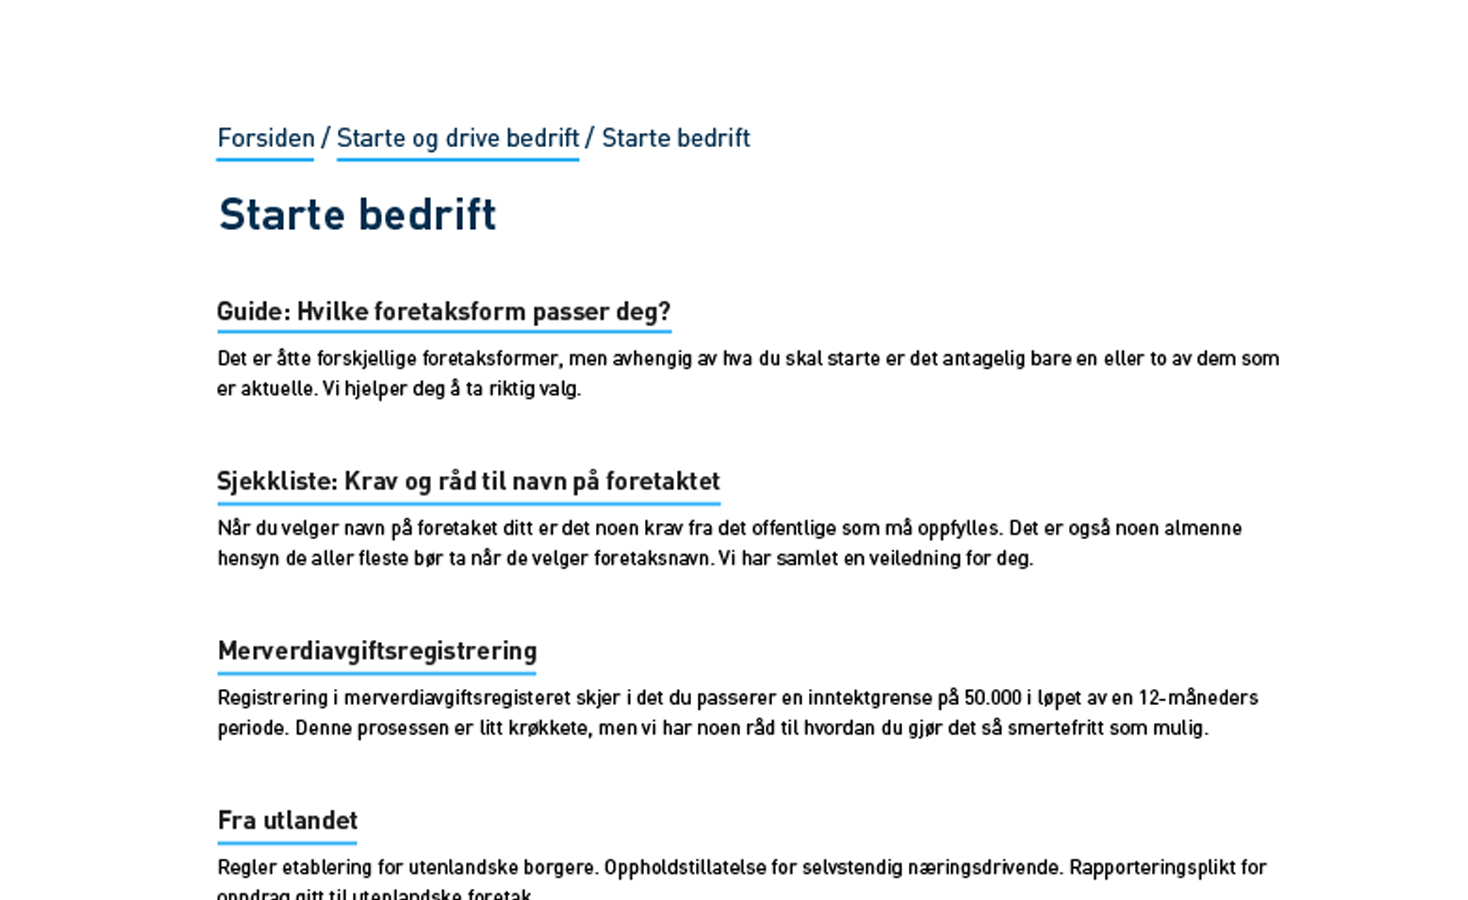 Forsiden / Starte og drive bedrift / Starte bedrift
Starte bedrift
Guide: Hvilke foretaksform passer deg?
Det er åtte forskjellige foretaksformer, men avhengig av hva du skal starte er det antagelig bare en eller to av dem som
er aktuelle. Vi hjelper deg å ta riktig valg.
Sjekkliste: Krav og råd til navn på foretaktet
Når du velger navn på foretaket ditt er det noen krav fra det offentlige som må oppfylles. Det er også noen almenne
hensyn de aller fleste bør ta når de velger foretaksnavn. Vi har samlet en veiledning for deg.
Merverdiavgiftsregistrering
Registrering i merverdiavgiftsregisteret skjer i det du passerer en inntektgrense på 50.000 i løpet av en 12-måneders
periode. Denne prosessen er litt krøkkete, men vi har noen råd til hvordan du gjør det så smertefritt som mulig.
Fra utlandet
Regler etablering for utenlandske borgere. Oppholdstillatelse for selvstendig næringsdrivende. Rapporteringsplikt for
oppdrag gitt til utenlandske foretak.